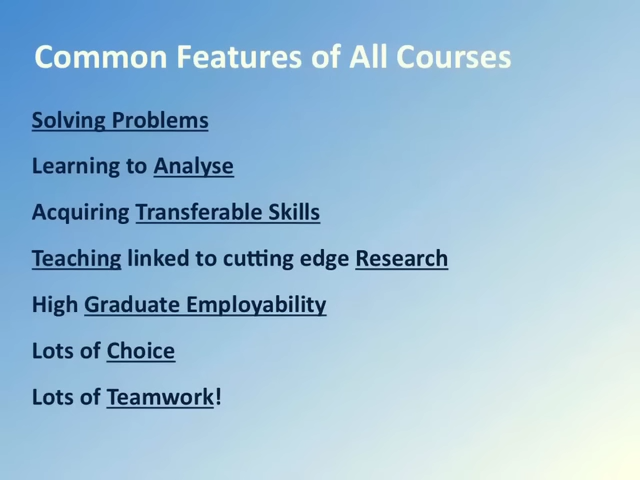 Common Features of All Courses
Solving Problems
Learning to Analyse
Acquiring Transferable Skills
Teaching linked to cutting edge Research
High Graduate Employability
Lots of Choice
Lots of Teamwork!